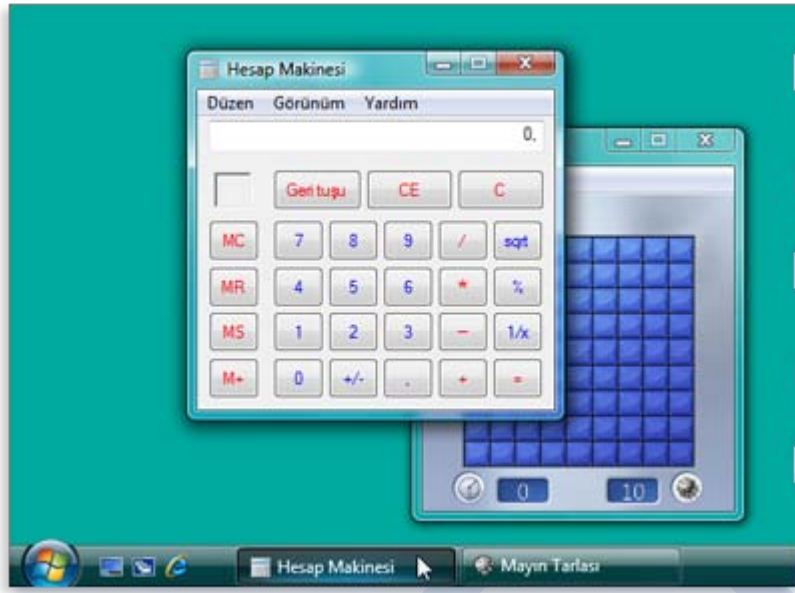 Hesap Makinesi
Düzen Görünüm Yardım
0,
Geri tuşu CE C
MC 7 8 9 / sqrt
MR 4 5 6 * %
MS 1 2 3 - 1/x
M+ 0 +/- . + =
0 10
Hesap Makinesi Mayın Tarlası